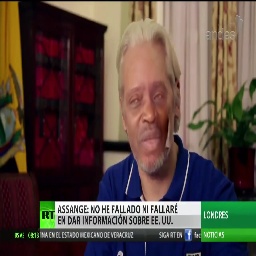 RT
ASSANGE: NO HE FALLADO NI FALLARÉ
EN DAR INFORMACIÓN SOBRE EE. UU.
LONDRES
INA EN EL ESTADO MEXICANO DE VERACRUZ
SIGA RT EN
NOTICIAS